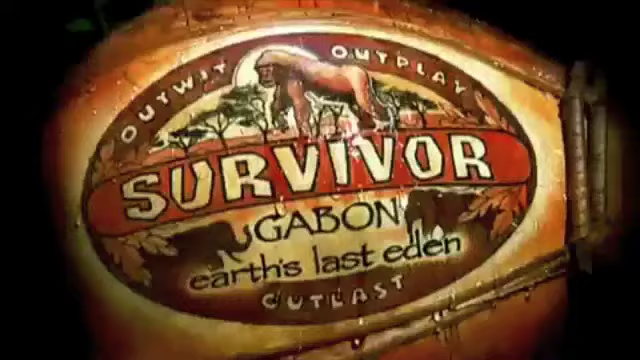 OUTWIT OUTPLAY
SURVIVOR
GABON
earth's last eden
OUTLAST